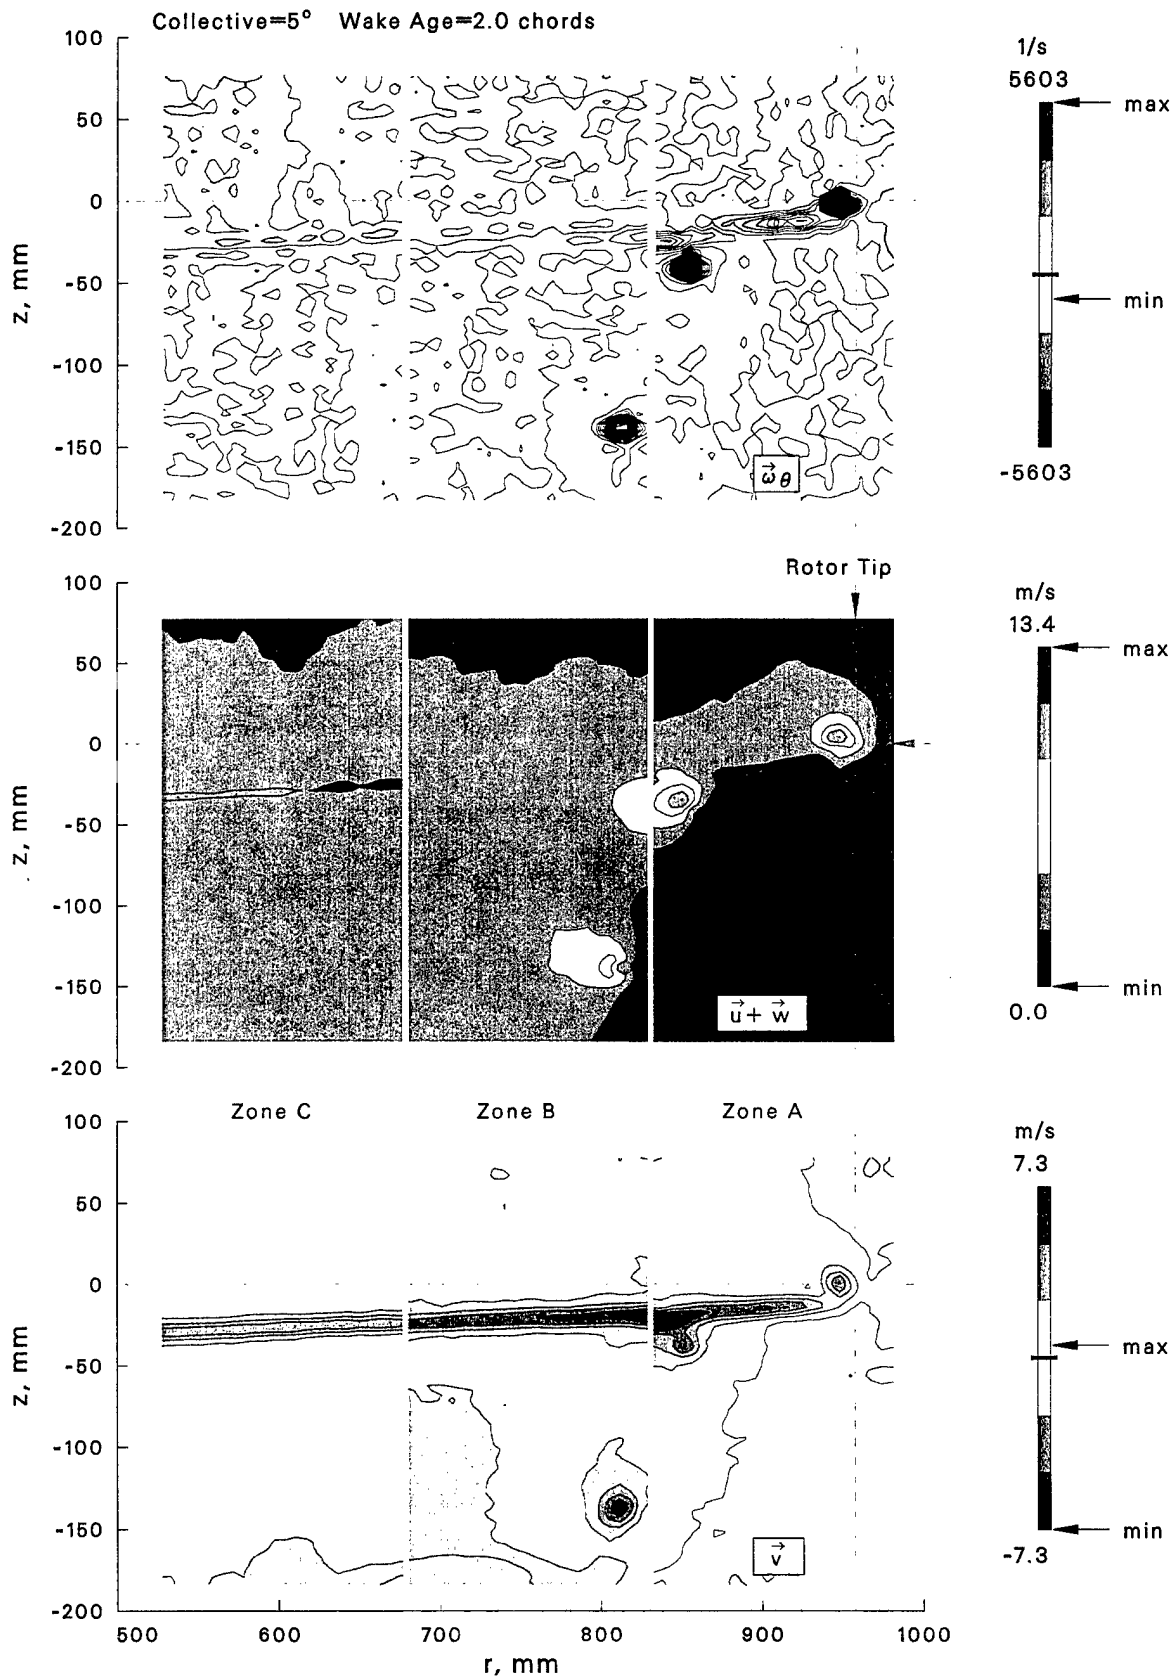 Collective=5° Wake Age=2.0 chords
100
50
0
-50
-100
-150
-200
z, mm
ω⃗ θ
1/s
5603
max
min
-5603
Rotor Tip
100
50
0
-50
-100
-150
-200
z, mm
u⃗ + w⃗
m/s
13.4
max
min
0.0
Zone C Zone B Zone A
100
50
0
-50
-100
-150
-200
z, mm
v⃗
m/s
7.3
max
min
-7.3
500 600 700 800 900 1000
r, mm